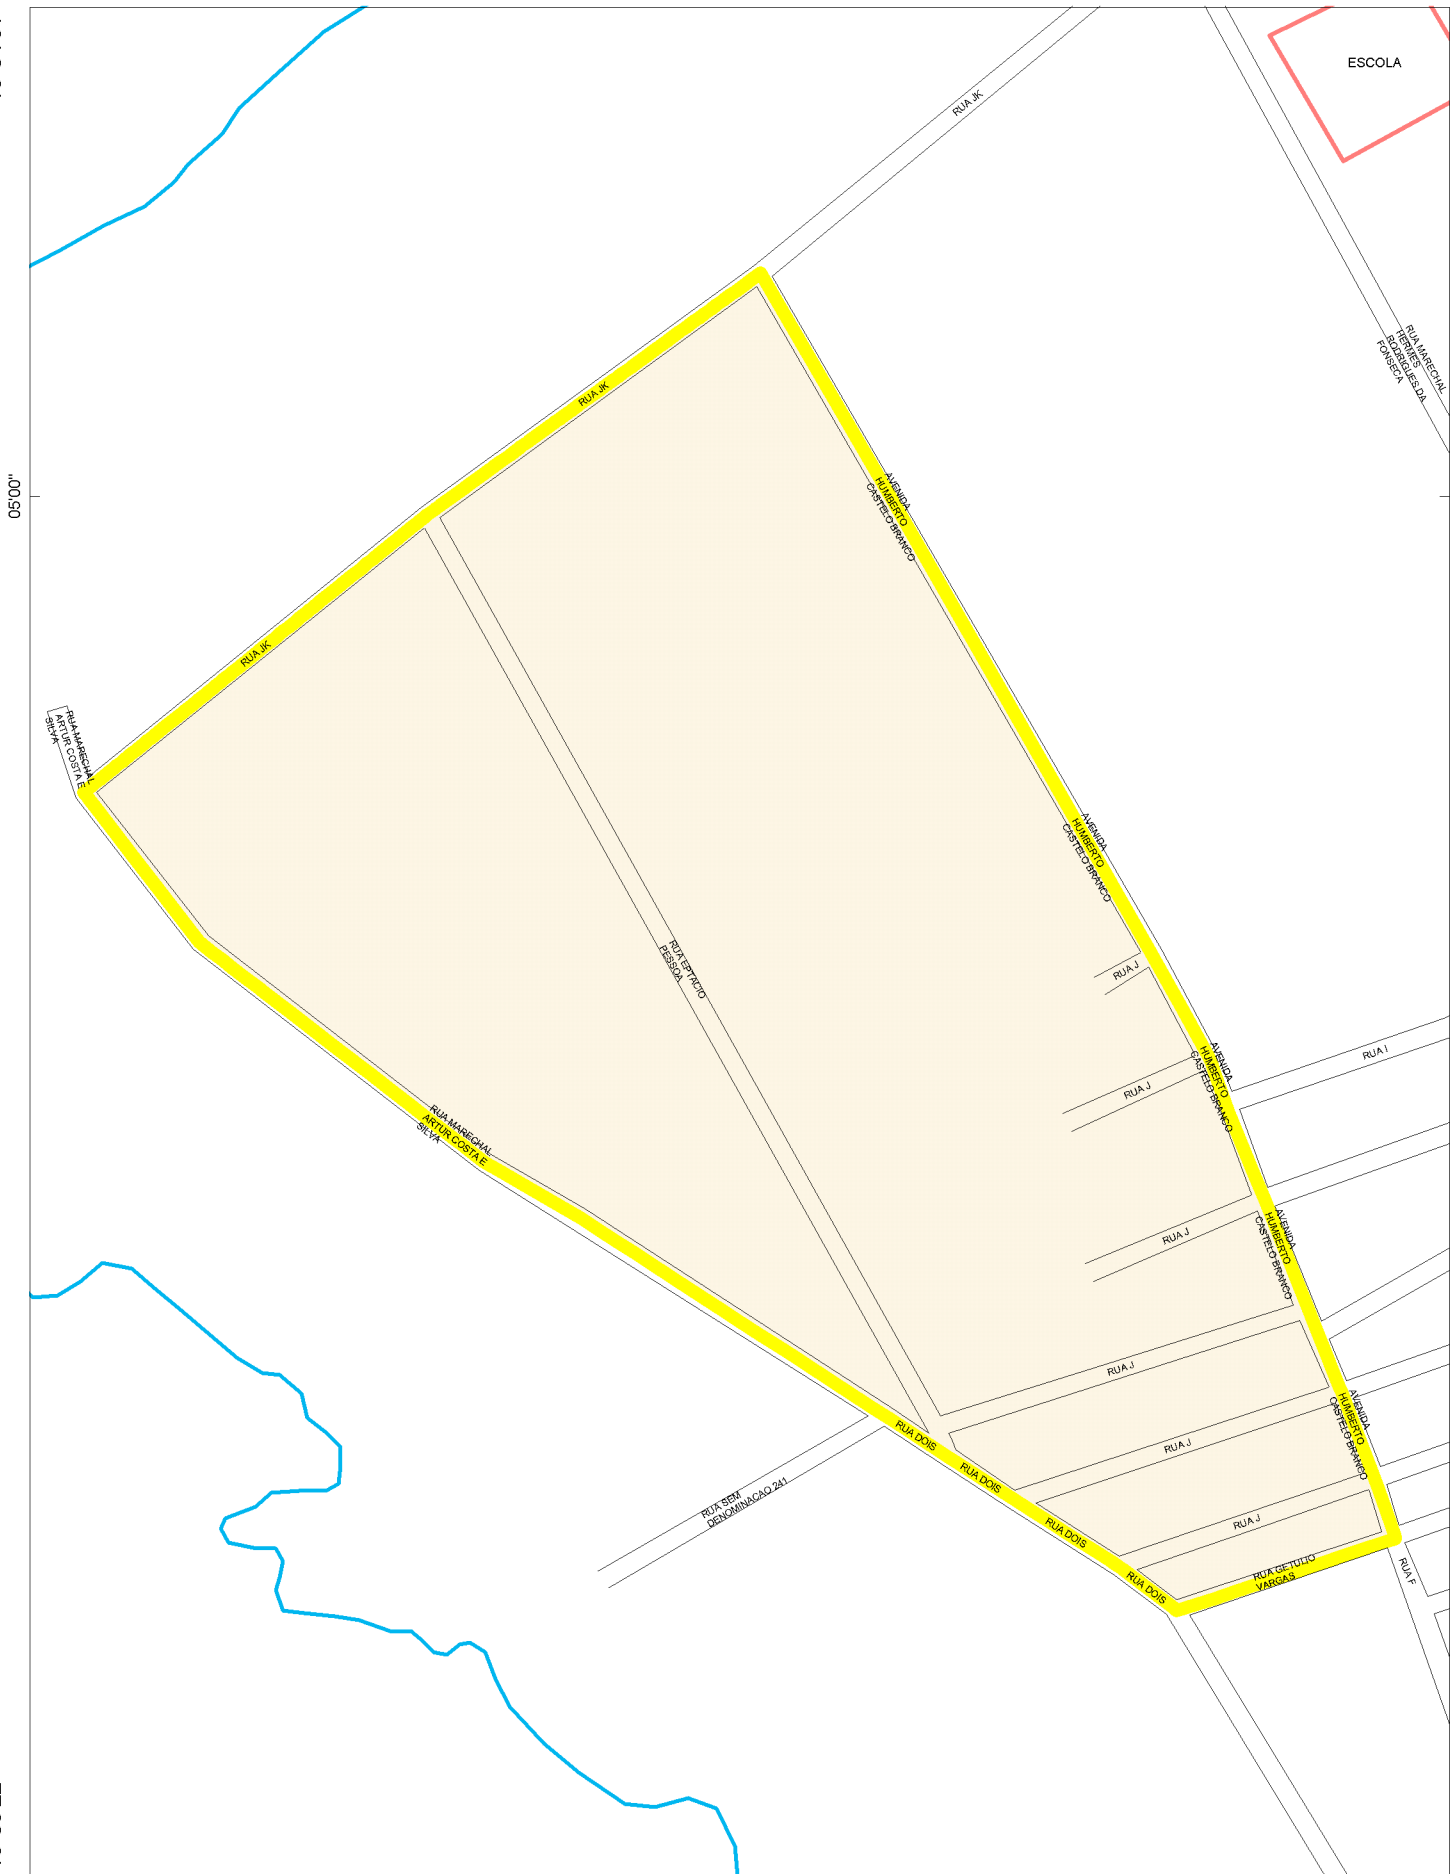 ESCOLA
RUA JK
RUA MARECHAL
HERMES
RODRIGUES DA
FONSECA
RUA JK
05'00"
AVENIDA
HUMBERTO
CASTELO BRANCO
RUA JK
RUA MARECHAL
ARTUR COSTA E
SILVA
AVENIDA
HUMBERTO
CASTELO BRANCO
RUA EPTACIO
PESSOA
RUA J
AVENIDA
HUMBERTO
CASTELO BRANCO
RUA I
RUA J
RUA MARECHAL
ARTUR COSTA E
SILVA
AVENIDA
HUMBERTO
CASTELO BRANCO
RUA J
RUA J
AVENIDA
HUMBERTO
CASTELO BRANCO
RUA DOIS
RUA J
RUA DOIS
RUA SEM
DENOMINACAO 241
RUA J
RUA DOIS
RUA GETULIO
VARGAS
RUA F
RUA DOIS